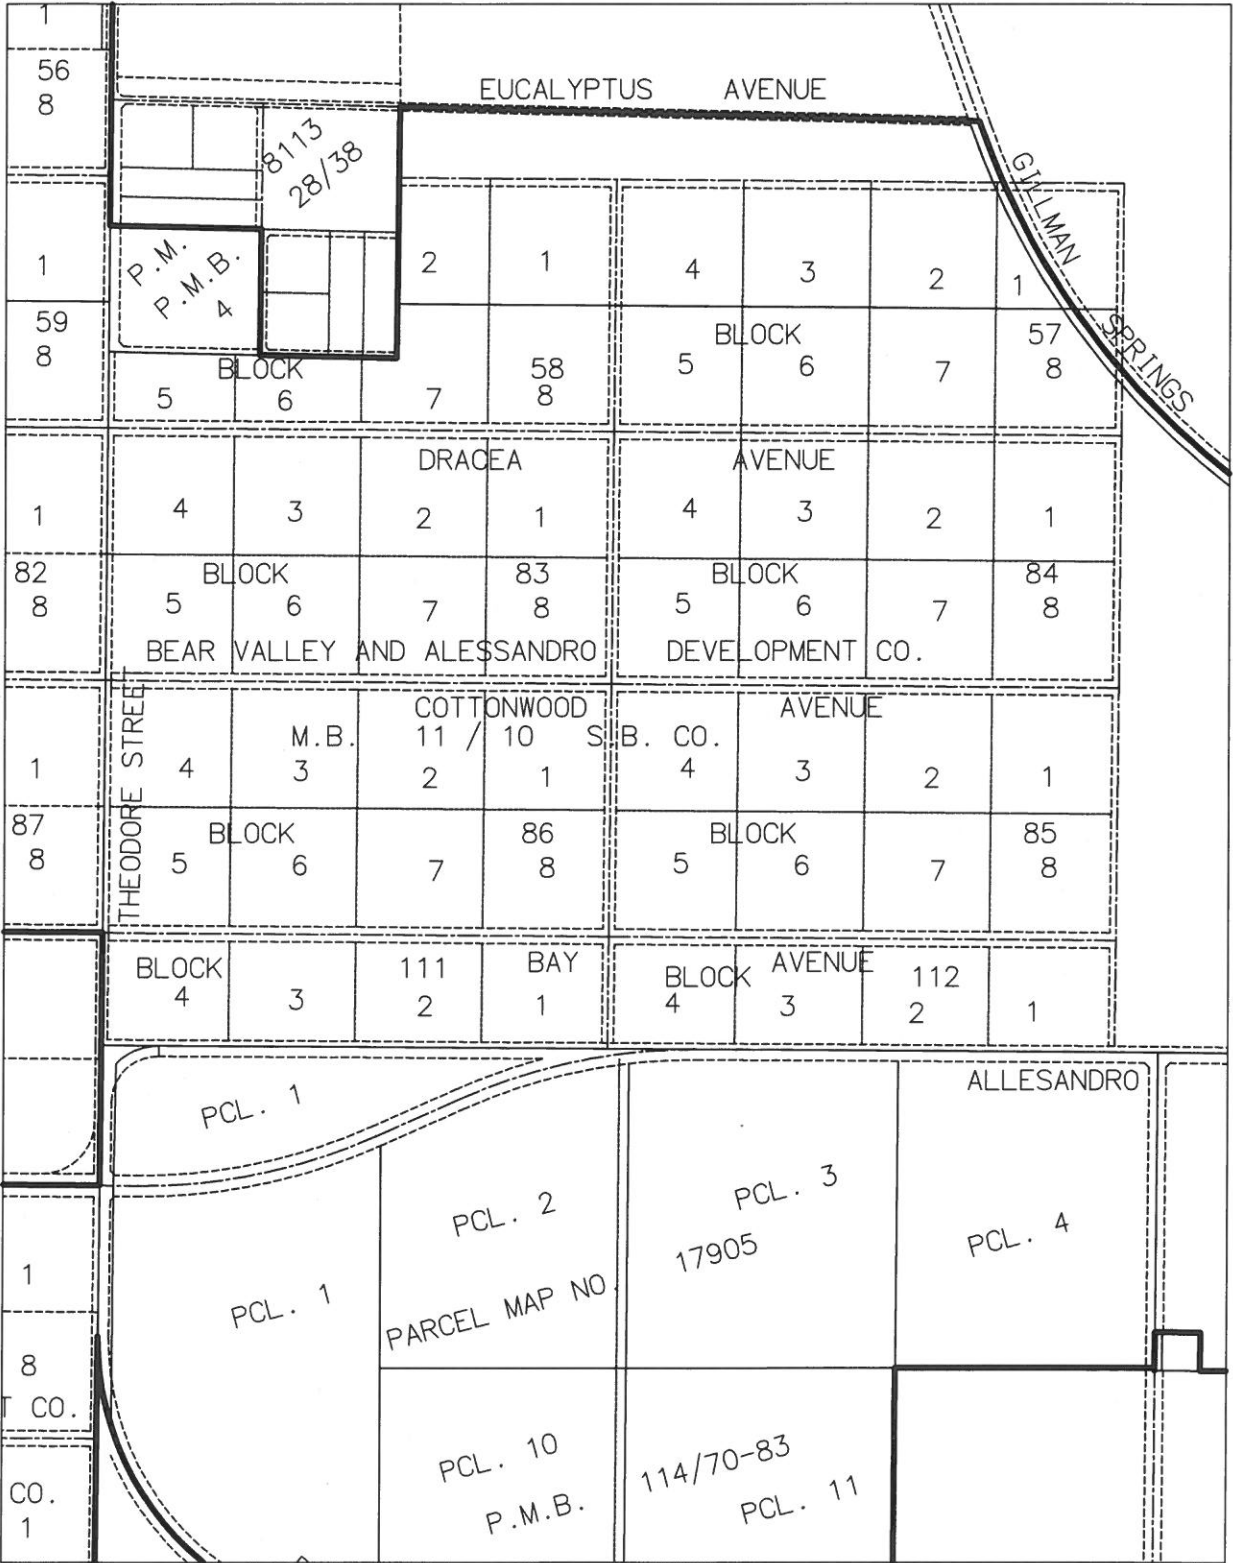 1
56
8
EUCALYPTUS AVENUE
8113
28/38
GILLMAN SPRINGS
P.M.
P.M.B.
4
1
2 1
4 3 2 1
59
8
BLOCK 58
5 6 7 8
BLOCK 57
5 6 7 8
DRACEA AVENUE
1
4 3 2 1
4 3 2 1
82
8
BLOCK 83
5 6 7 8
BLOCK 84
5 6 7 8
BEAR VALLEY AND ALESSANDRO DEVELOPMENT CO.
THEODORE STREET
COTTONWOOD AVENUE
M.B. 11 / 10 S.B. CO.
1
4 3 2 1
4 3 2 1
87
8
BLOCK 86
5 6 7 8
BLOCK 85
5 6 7 8
BAY AVENUE
BLOCK 111
4 3 2 1
BLOCK 112
4 3 2 1
ALLESANDRO
PCL. 1
PCL. 2
PCL. 3
PCL. 4
17905
PCL. 1
PARCEL MAP NO.
1
8
T CO.
PCL. 10
114/70-83
P.M.B.
PCL. 11
CO.
1